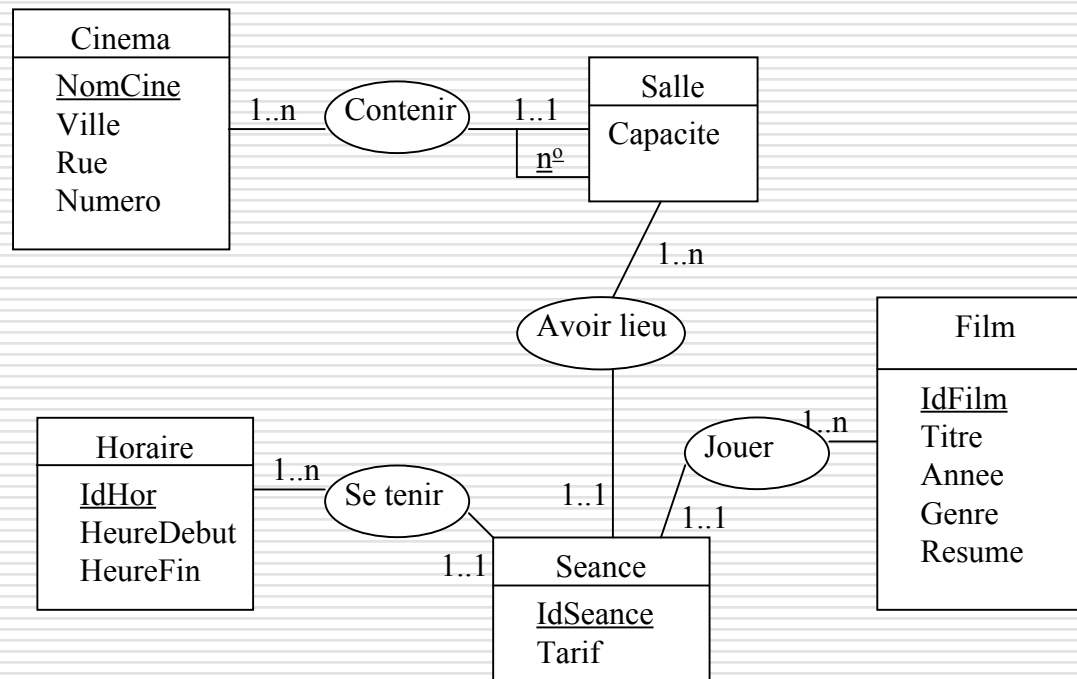 Cinema
NomCine
Ville
Rue
Numero
1..n
Contenir
1..1
nº
Salle
Capacite
1..n
Avoir lieu
Film
IdFilm
Titre
Annee
Genre
Resume
1..n
Jouer
1..1
1..1
Horaire
IdHor
HeureDebut
HeureFin
1..n
Se tenir
1..1
Seance
IdSeance
Tarif